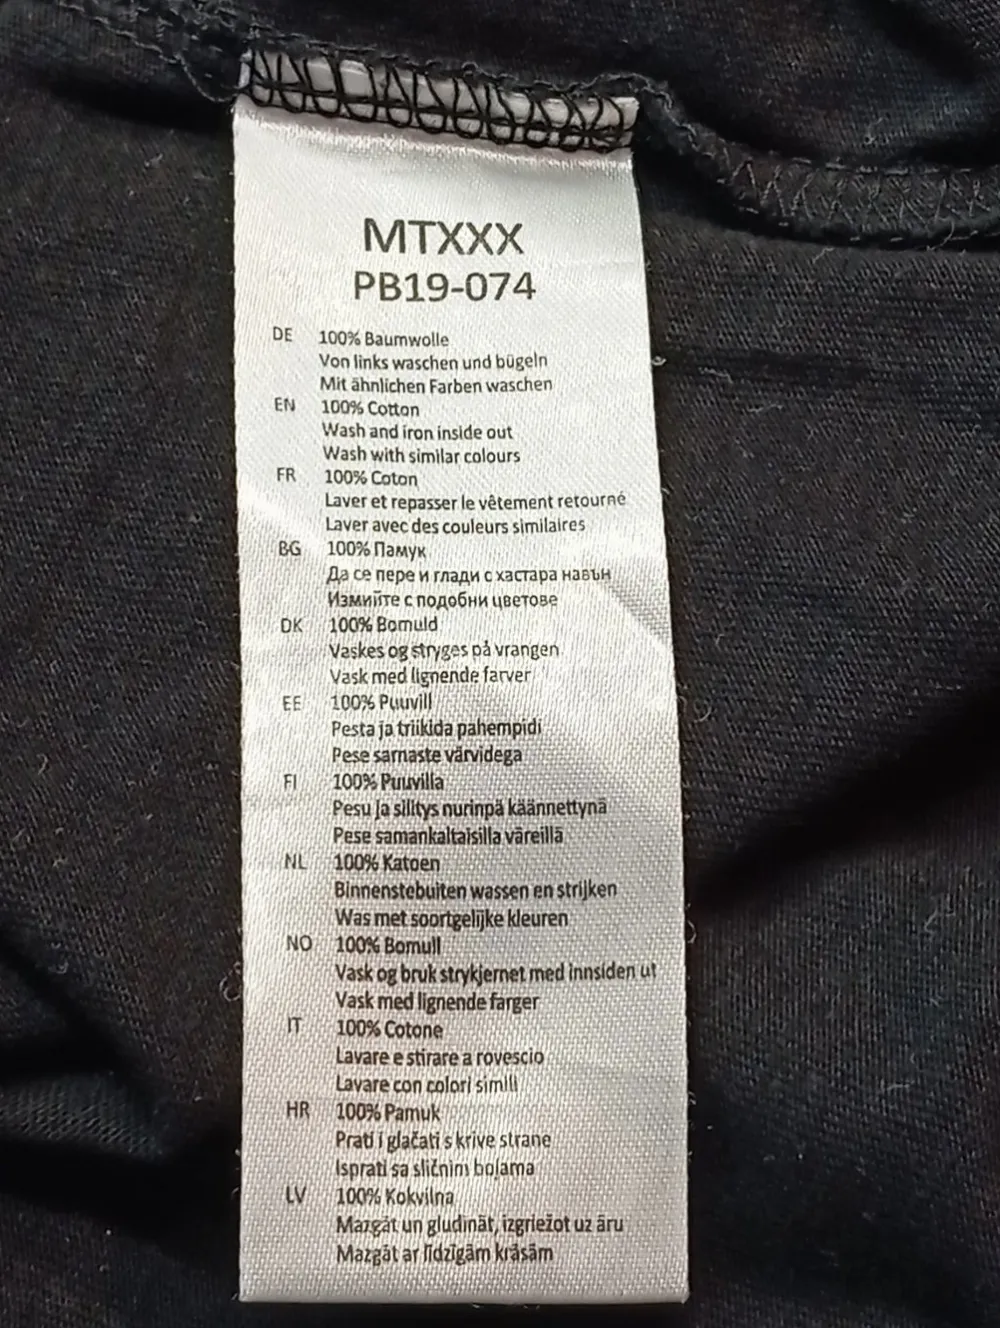 MTXXX
PB19-074
DE 100% Baumwolle
Von links waschen und bügeln
Mit ähnlichen Farben waschen
EN 100% Cotton
Wash and iron inside out
Wash with similar colours
FR 100% Coton
Laver et repasser le vêtement retourné
Laver avec des couleurs similaires
BG 100% Памук
Да се пере и глади с хастара навън
Измийте с подобни цветове
DK 100% Bomuld
Vaskes og stryges på vrangen
Vask med lignende farver
EE 100% Puuvill
Pesta ja triikida pahempidi
Pese sarnaste värvidega
FI 100% Puuvilla
Pesu ja silitys nurinpä käännettynä
Pese samankaltaisilla väreillä
NL 100% Katoen
Binnenstebuiten wassen en strijken
Was met soortgelijke kleuren
NO 100% Bomull
Vask og bruk strykjernet med innsiden ut
Vask med lignende farger
IT 100% Cotone
Lavare e stirare a rovescio
Lavare con colori simili
HR 100% Pamuk
Prati i glačati s krive strane
Isprati sa sličnim bojama
LV 100% Kokvilna
Mazgāt un gludināt, izgriežot uz āru
Mazgāt ar līdzīgām krāsām